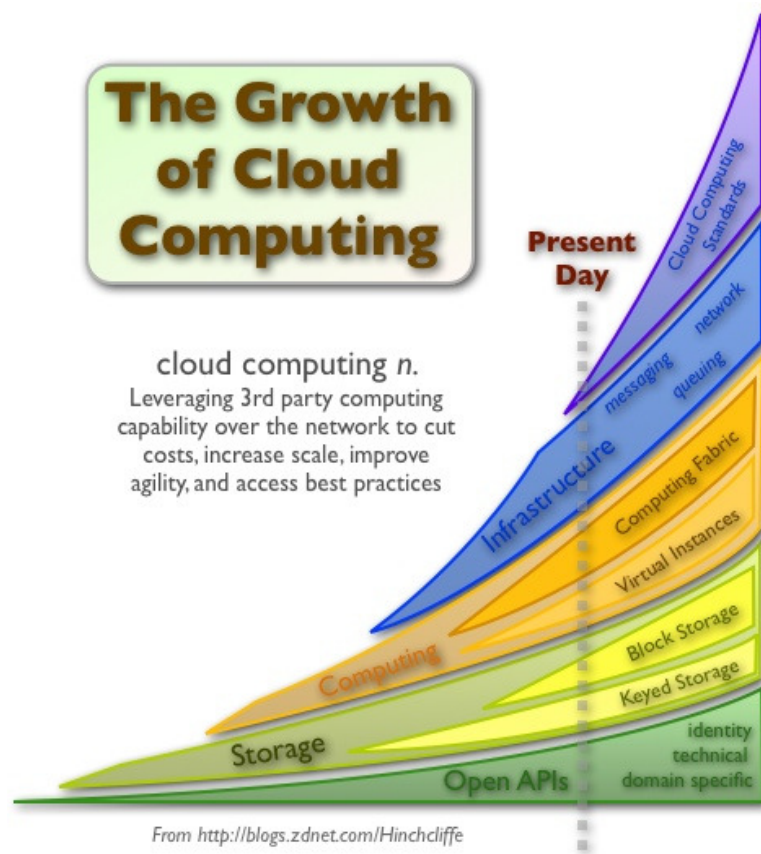 The Growth
of Cloud
Computing
Present
Day
cloud computing n.
Leveraging 3rd party computing
capability over the network to cut
costs, increase scale, improve
agility, and access best practices
Cloud Computing
Standards
network
messaging
queuing
Infrastructure
Computing Fabric
Virtual Instances
Computing
Block Storage
Keyed Storage
Storage
identity
technical
domain specific
Open APIs
From http://blogs.zdnet.com/Hinchcliffe